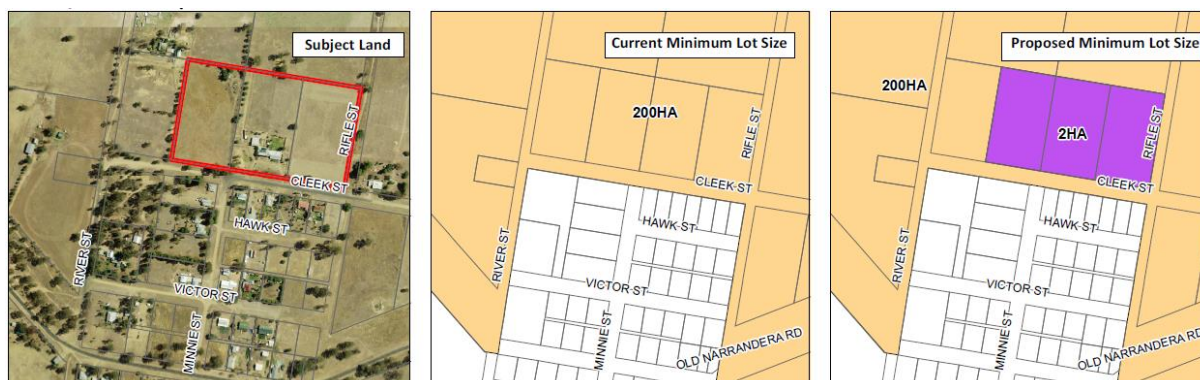 Subject Land
RIFLE ST
CLEEK ST
HAWK ST
RIVER ST
VICTOR ST
MINNIE ST
Current Minimum Lot Size
200HA
RIFLE ST
CLEEK ST
HAWK ST
RIVER ST
VICTOR ST
MINNIE ST
OLD NARRANDERA RD
Proposed Minimum Lot Size
200HA
2HA
RIFLE ST
CLEEK ST
HAWK ST
RIVER ST
VICTOR ST
MINNIE ST
OLD NARRANDERA RD